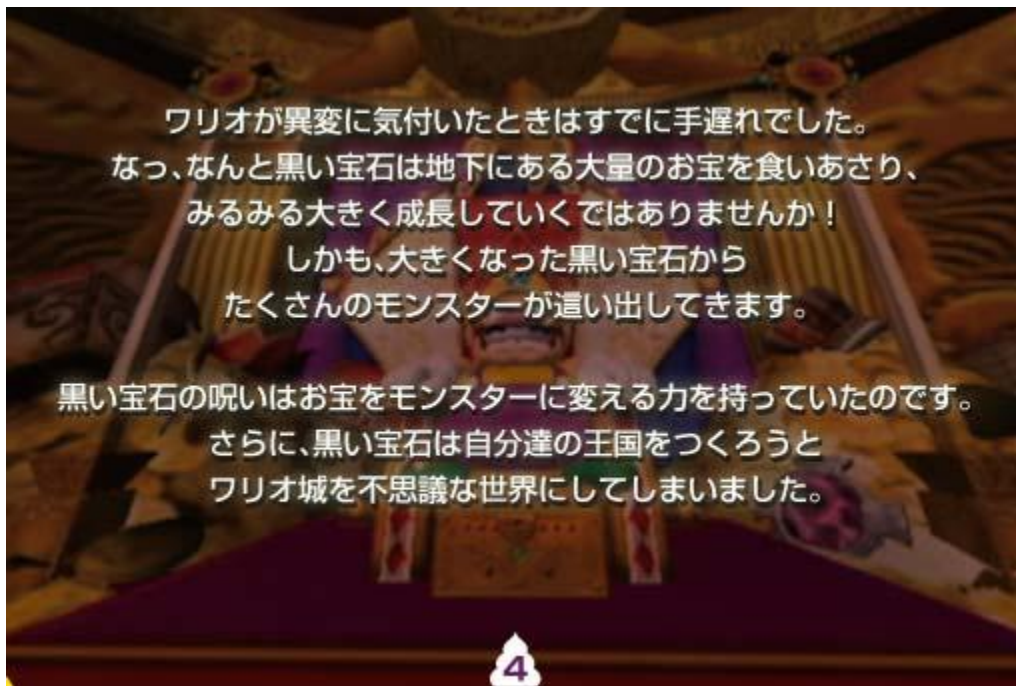 ワリオが異変に気付いたときはすでに手遅れでした。
なっ、なんと黒い宝石は地下にある大量のお宝を食いあさり、
みるみる大きく成長していくではありませんか！
しかも、大きくなった黒い宝石から
たくさんのモンスターが這い出してきます。
黒い宝石の呪いはお宝をモンスターに変える力を持っていたのです。
さらに、黒い宝石は自分達の王国をつくろうと
ワリオ城を不思議な世界にしてしまいました。
4